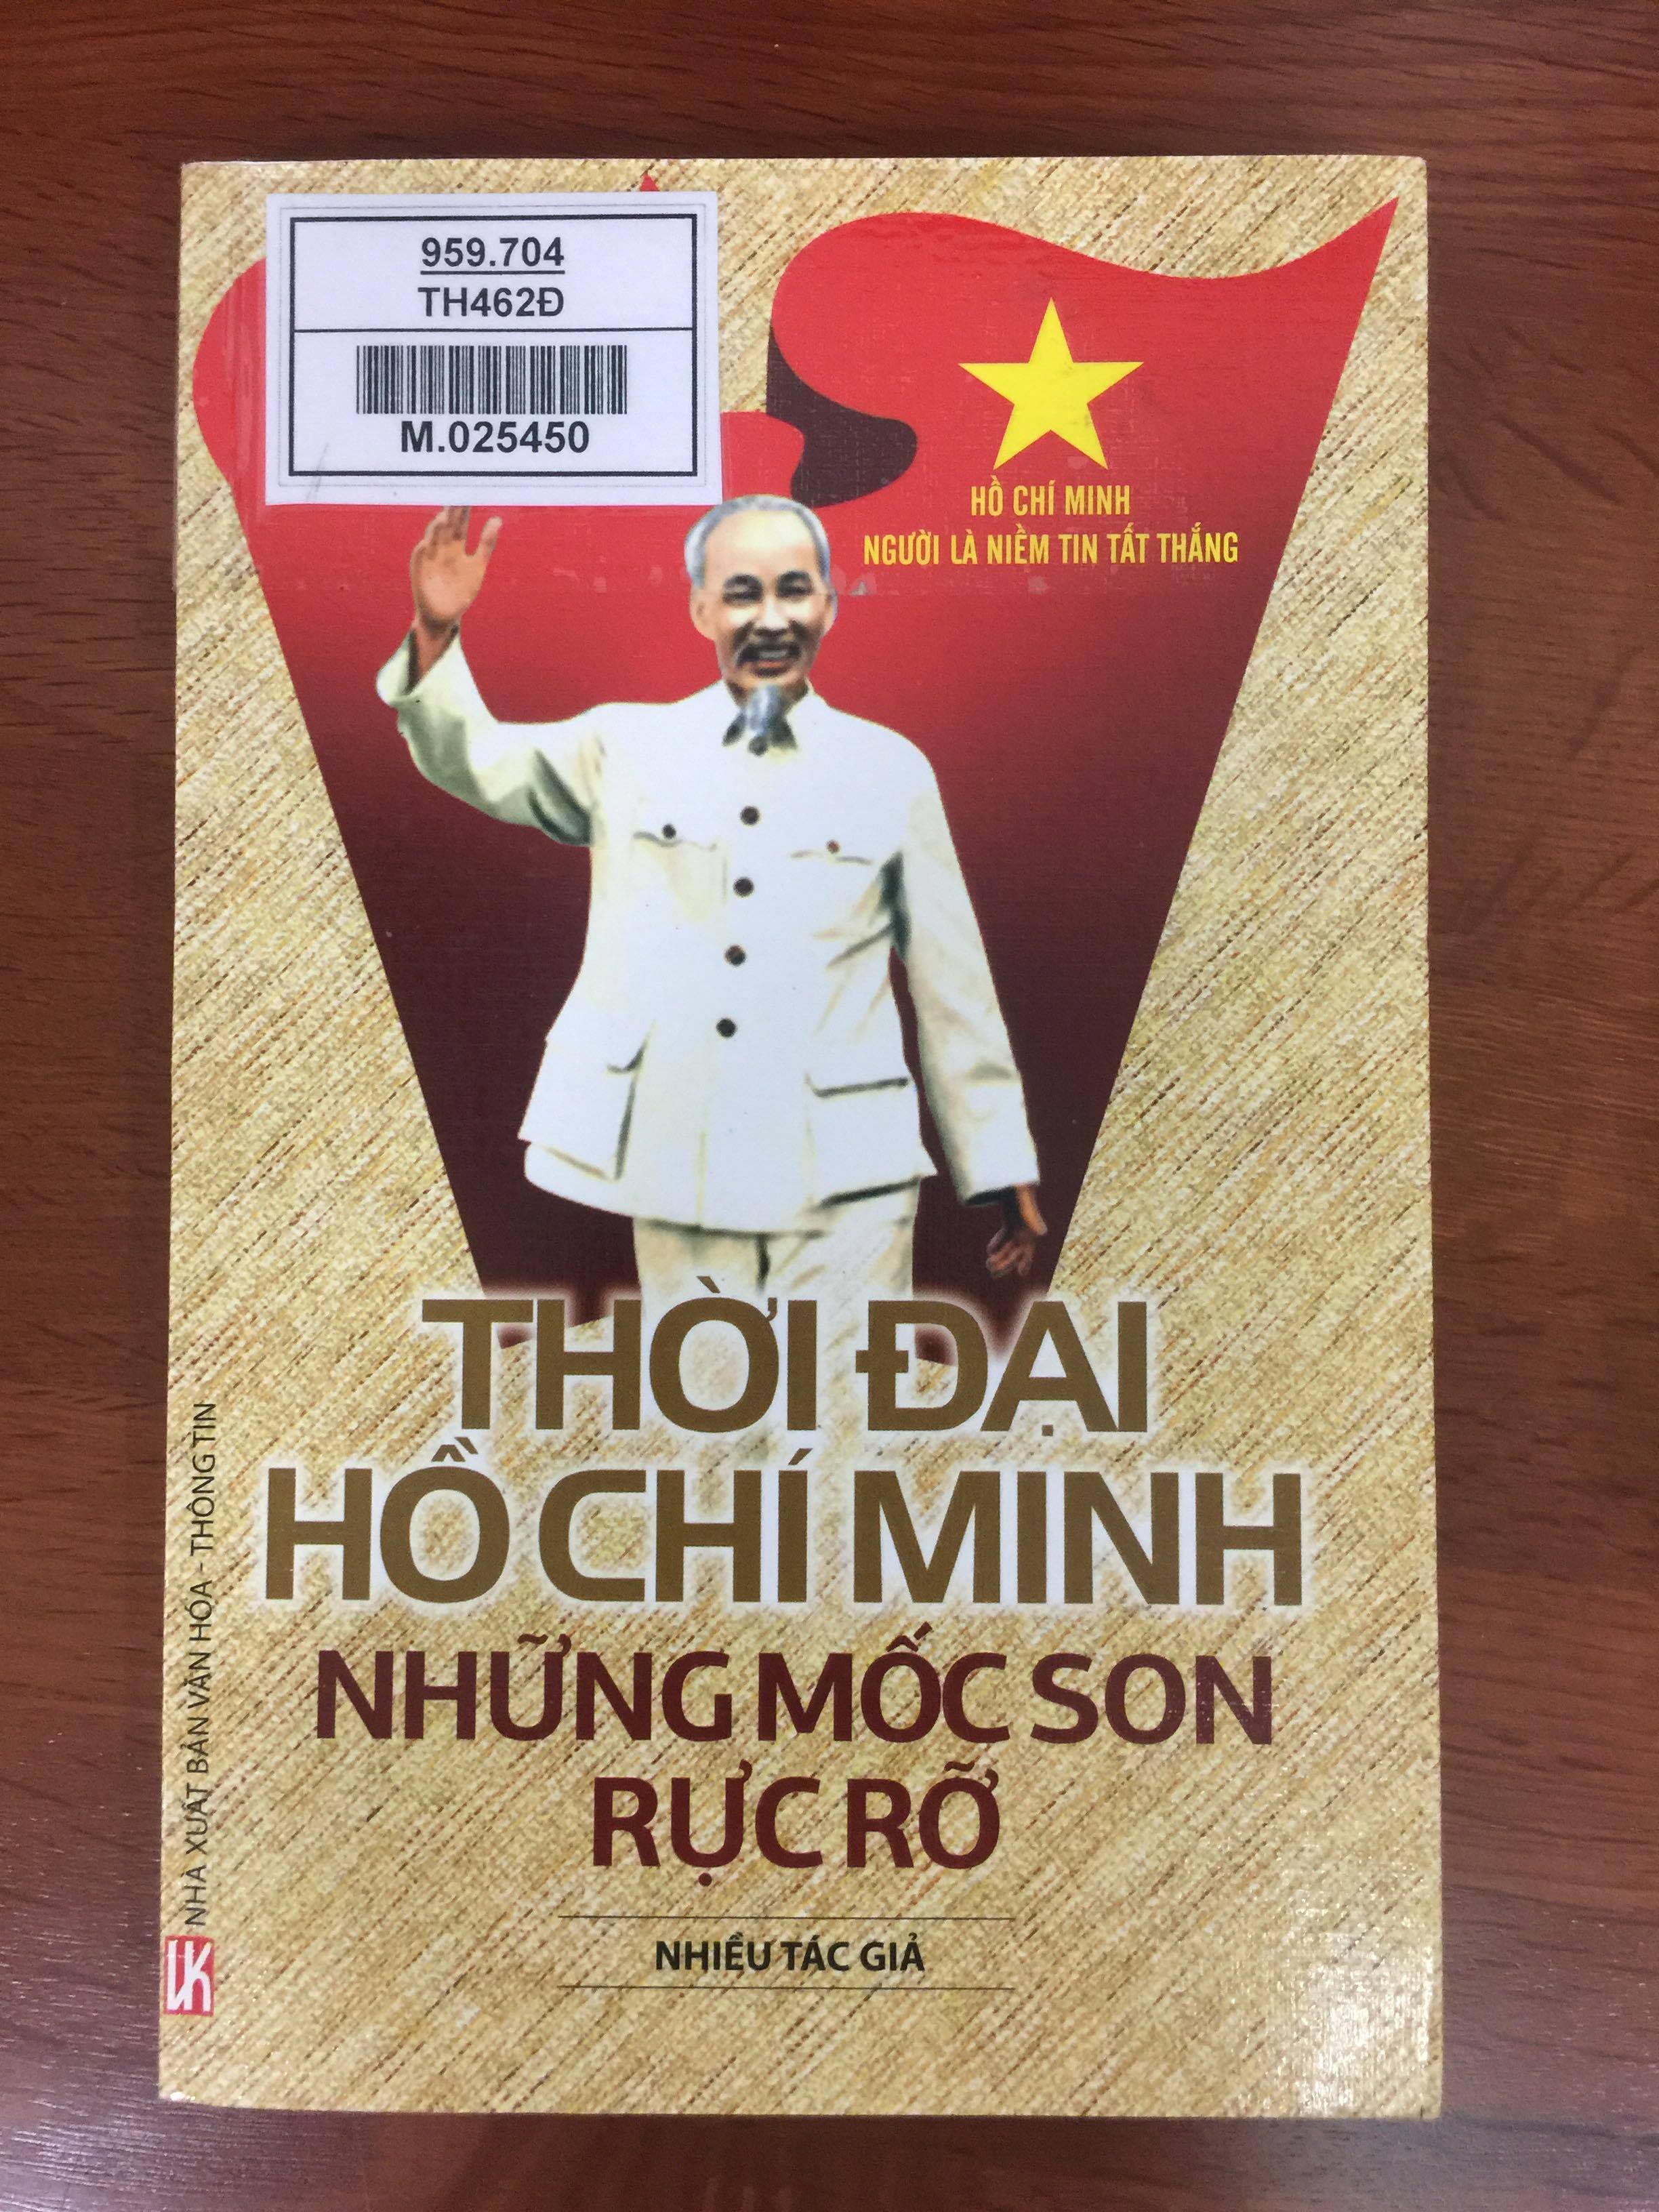 959.704
TH462Đ
M.025450
HỒ CHÍ MINH
NGƯỜI LÀ NIỀM TIN TẤT THẮNG
THỜI ĐẠI
HỒ CHÍ MINH
NHỮNG MỐC SON
RỰC RỠ
NHIỀU TÁC GIẢ
NHÀ XUẤT BẢN VĂN HÓA - THÔNG TIN